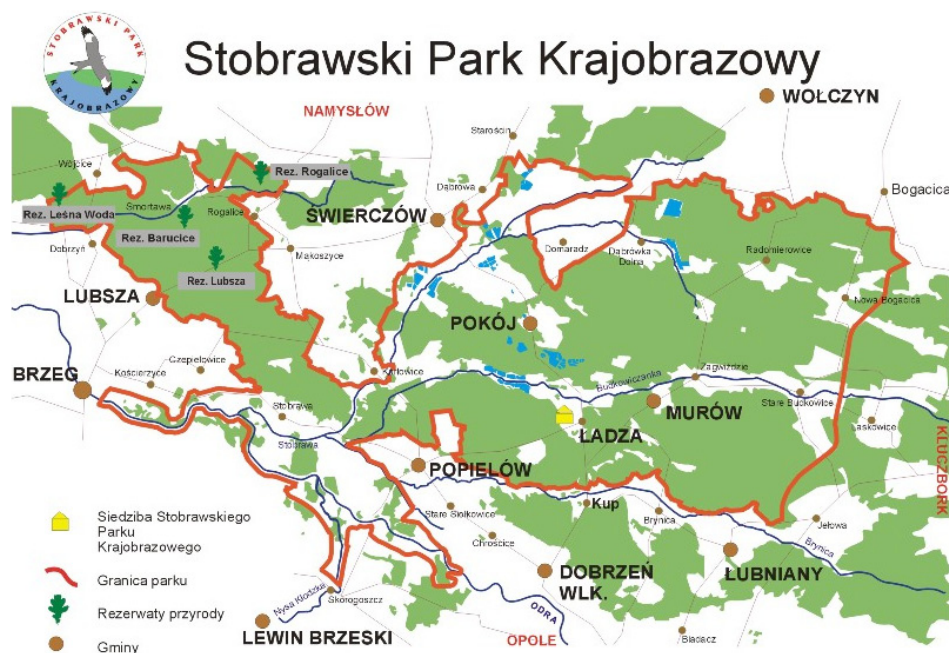 STOBRAWSKI PARK
KRAJOBRAZOWY
Stobrawski Park Krajobrazowy
WOŁCZYN
NAMYSŁÓW
Starościn
Wójcice
Rez. Rogalice
Dąbrowa
Bogacica
Rez. Leśna Woda
Smortawa
Rogalice
ŚWIERCZÓW
Rez. Barucice
Dobrzyń
Mąkoszyce
Domaradz
Dąbrówka
Dolna
Radomierowice
Rez. Lubsza
LUBSZA
Nowa Bogacica
POKÓJ
Czepielowice
Karłowice
Zagwiździe
BRZEG
Kościerzyce
Budkowiczanka
Stare Budkowice
Stobrawa
MURÓW
ŁADZA
Laskowice
Stobrawa
KLUCZBORK
POPIELÓW
Kup
Stare Siołkowice
Brynica
Jełowa
Siedziba Stobrawskiego
Parku
Krajobrazowego
Chróścice
Brynica
Granica parku
DOBRZEŃ
WLK.
ŁUBNIANY
Nysa Kłodzka
Skorogoszcz
Rezerwaty przyrody
ODRA
LEWIN BRZESKI
OPOLE
Biadacz
Gminy